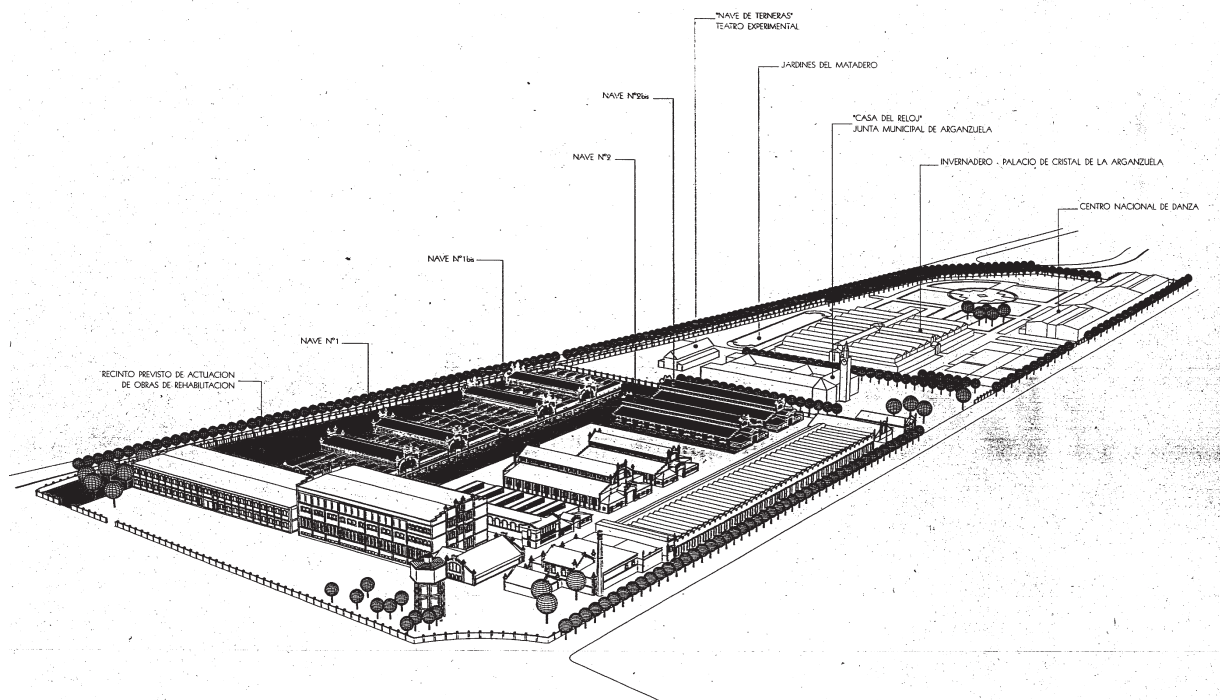 "NAVE DE TERNERAS"
TEATRO EXPERIMENTAL
JARDINES DEL MATADERO
NAVE Nº2bis
"CASA DEL RELOJ"
JUNTA MUNICIPAL DE ARGANZUELA
NAVE Nº2
INVERNADERO - PALACIO DE CRISTAL DE LA ARGANZUELA
CENTRO NACIONAL DE DANZA
NAVE Nº1bis
NAVE Nº1
RECINTO PREVISTO DE ACTUACION
DE OBRAS DE REHABILITACION